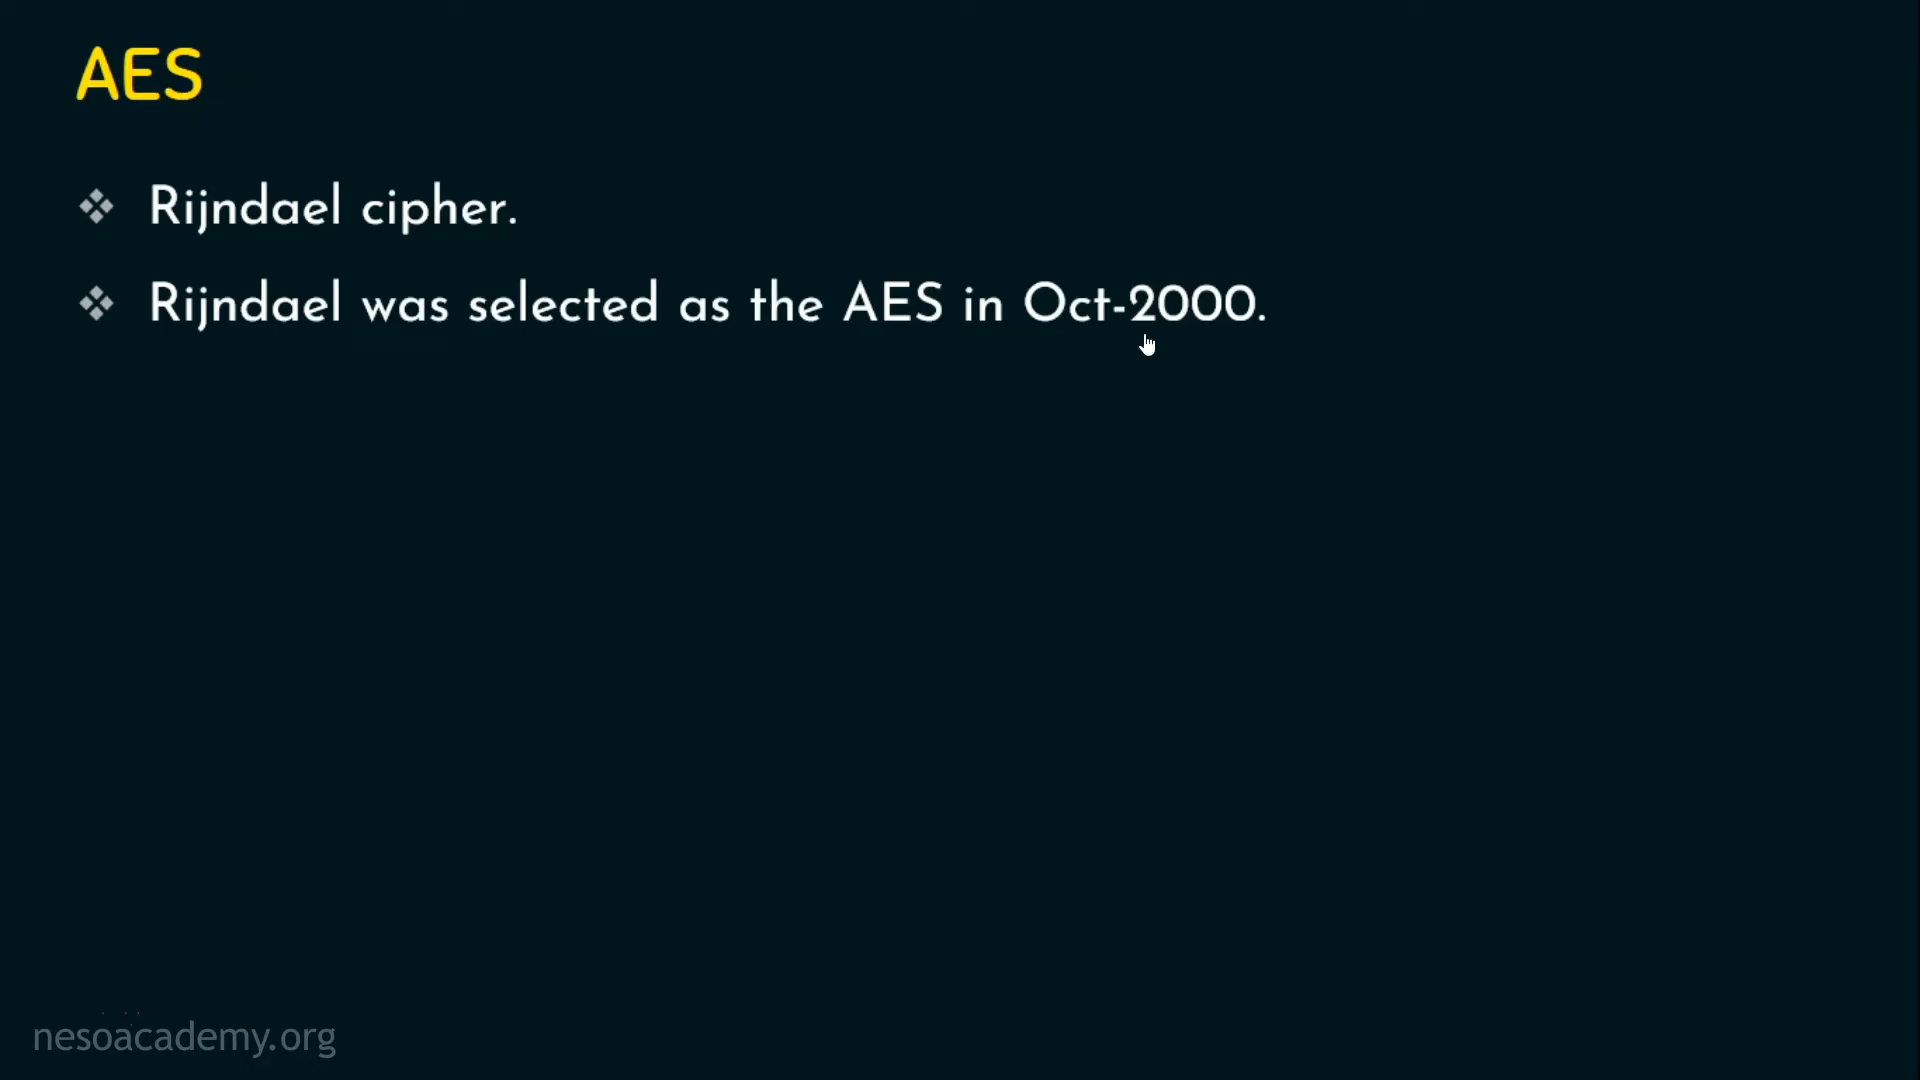 AES
Rijndael cipher.
Rijndael was selected as the AES in Oct-2000.
nesoacademy.org